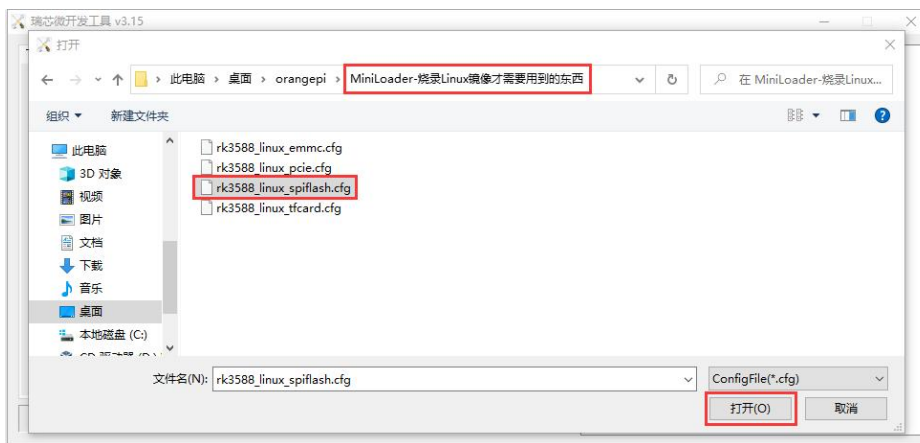 瑞芯微开发工具 v3.15
打开
此电脑 › 桌面 › orangepi › MiniLoader-烧录Linux镜像才需要用到的东西
在 MiniLoader-烧录Linux...
组织 新建文件夹
此电脑
3D 对象
视频
图片
文档
下载
音乐
桌面
本地磁盘 (C:)
rk3588_linux_emmc.cfg
rk3588_linux_pcie.cfg
rk3588_linux_spiflash.cfg
rk3588_linux_tfcard.cfg
文件名(N): rk3588_linux_spiflash.cfg
ConfigFile(*.cfg)
打开(O) 取消